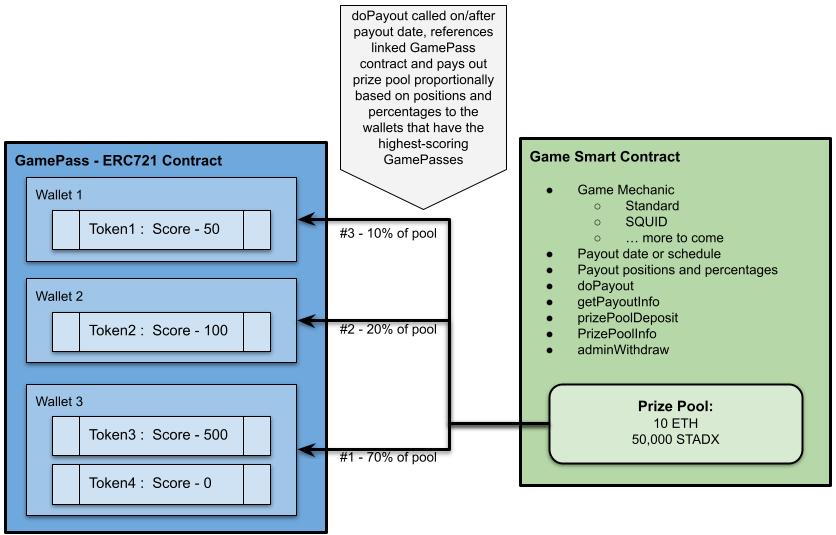 doPayout called on/after
payout date, references
linked GamePass
contract and pays out
prize pool proportionally
based on positions and
percentages to the
wallets that have the
highest-scoring
GamePasses
GamePass - ERC721 Contract
Wallet 1
Token1 : Score - 50
Wallet 2
Token2 : Score - 100
Wallet 3
Token3 : Score - 500
Token4 : Score - 0
#3 - 10% of pool
#2 - 20% of pool
#1 - 70% of pool
Game Smart Contract
● Game Mechanic
○ Standard
○ SQUID
○ … more to come
● Payout date or schedule
● Payout positions and percentages
● doPayout
● getPayoutInfo
● prizePoolDeposit
● PrizePoolInfo
● adminWithdraw
Prize Pool:
10 ETH
50,000 STADX